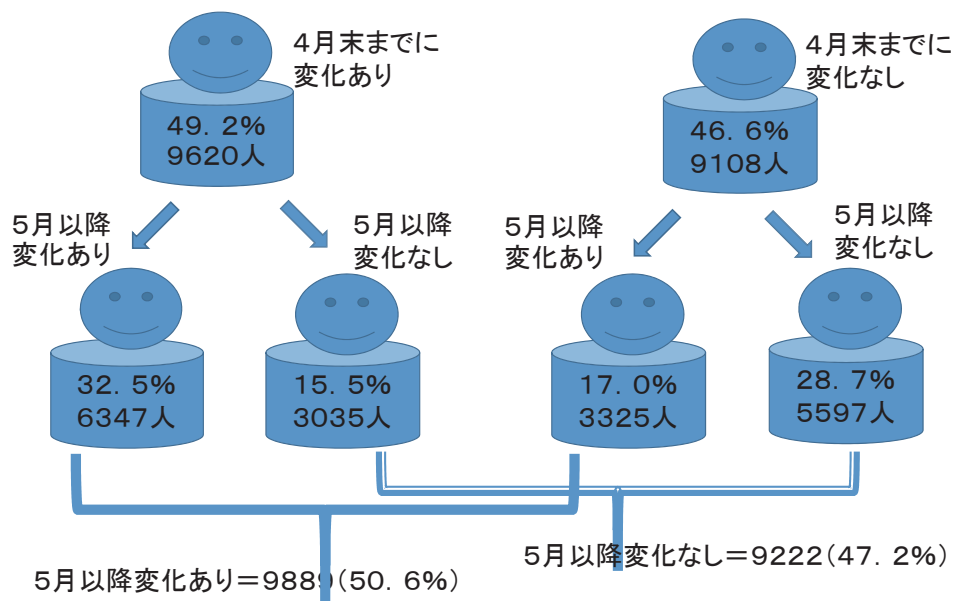 ４月末までに
変化あり
４９．２％
９６２０人
４月末までに
変化なし
４６．６％
９１０８人
５月以降
変化あり
３２．５％
６３４７人
５月以降
変化なし
１５．５％
３０３５人
５月以降
変化あり
１７．０％
３３２５人
５月以降
変化なし
２８．７％
５５９７人
５月以降変化あり＝９８８９（５０．６％）
５月以降変化なし＝９２２２（４７．２％）